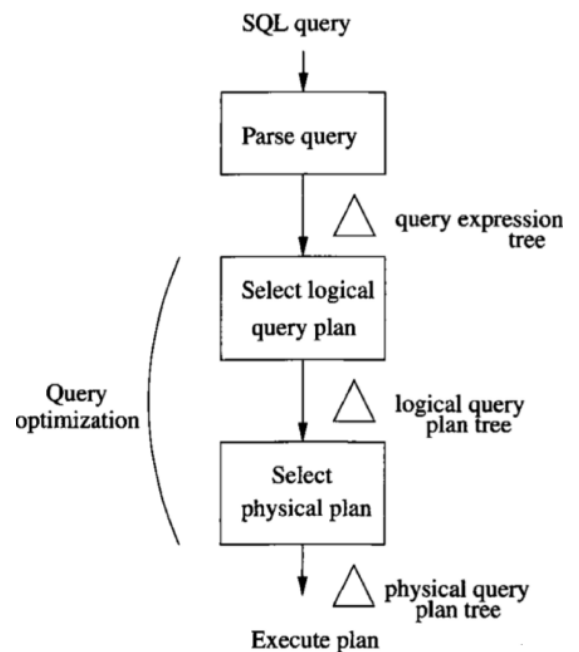 SQL query
Parse query
query expression
tree
Select logical
query plan
Query
optimization
logical query
plan tree
Select
physical plan
physical query
plan tree
Execute plan